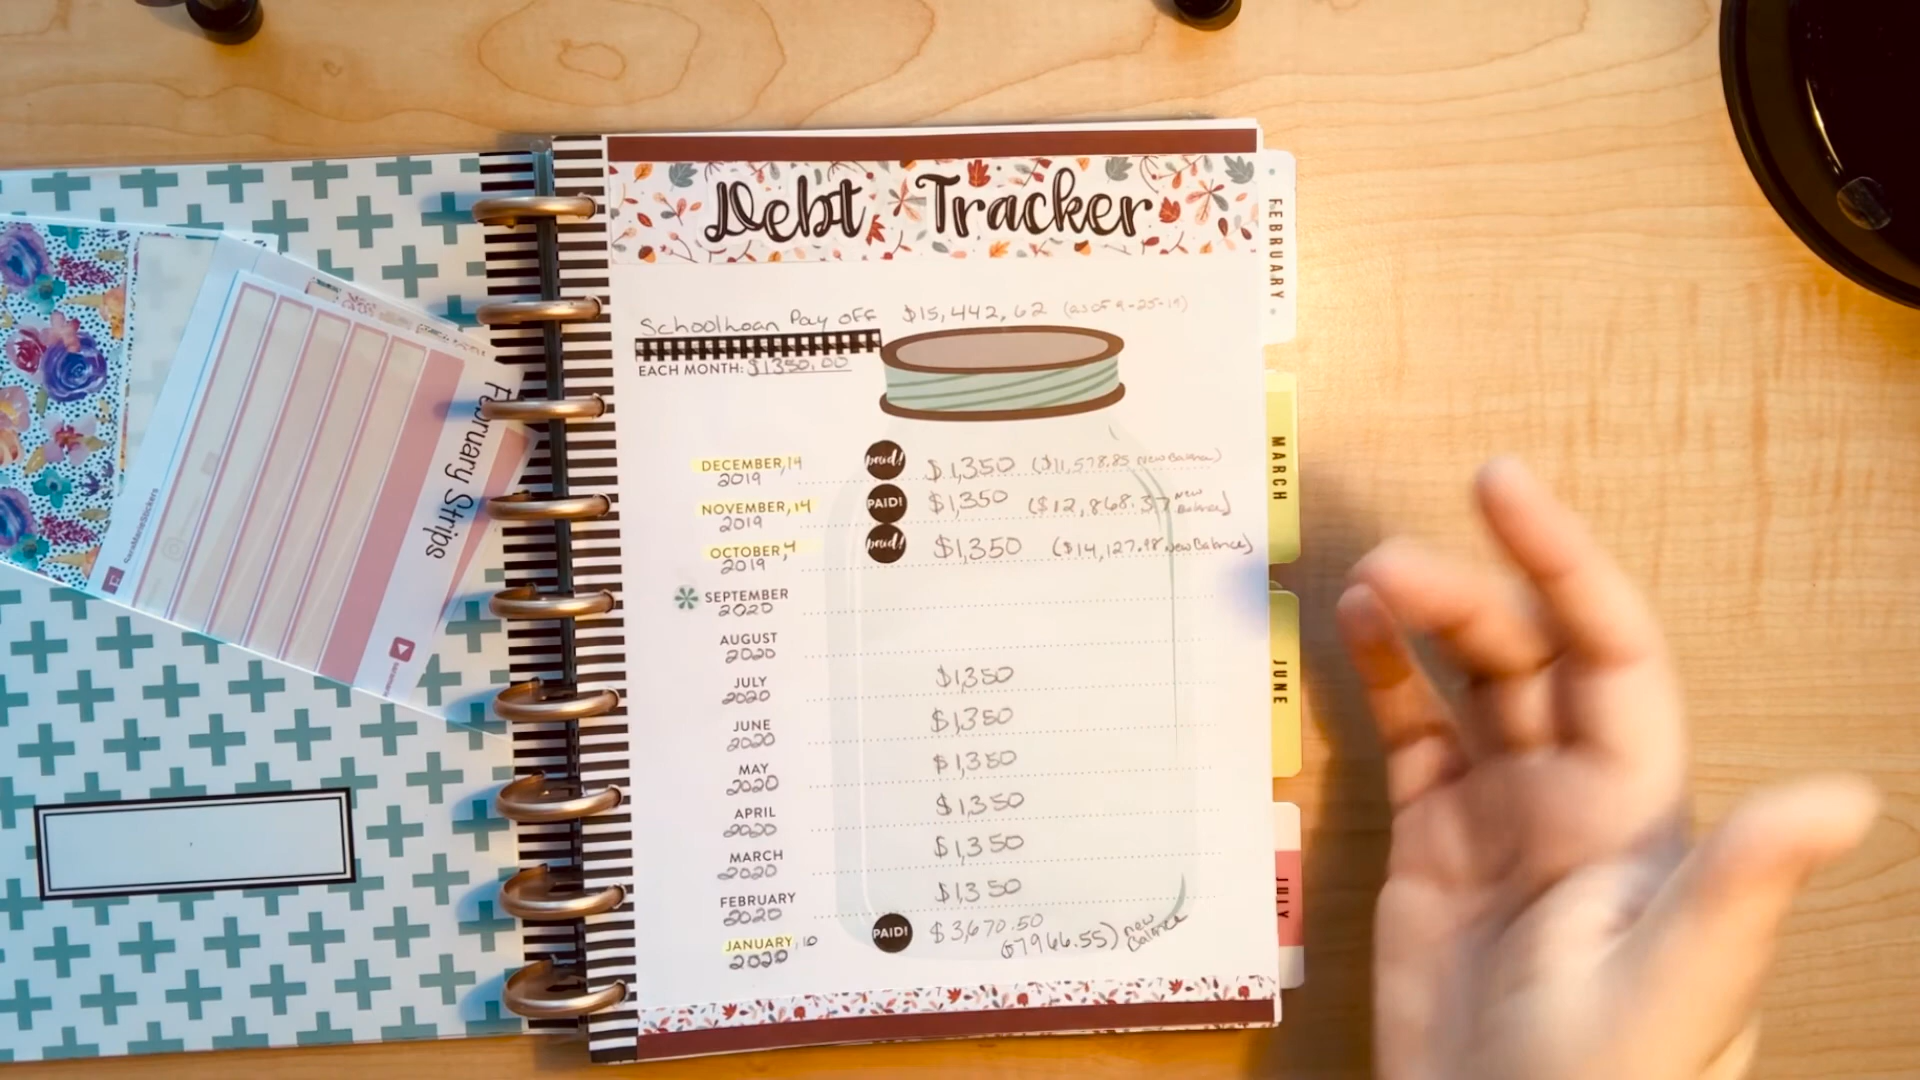 Debt Tracker
School Loan Pay Off $15,442.62 (as of 9-25-19)
EACH MONTH: $1350.00
DECEMBER, 14 2019 paid! $1,350 ($11,578.85 New Balance)
NOVEMBER, 14 2019 PAID! $1,350 ($12,868.37 New Balance)
OCTOBER, 4 2019 paid! $1,350 ($14,127.98 New Balance)
SEPTEMBER 2020
AUGUST 2020
JULY 2020 $1,350
JUNE 2020 $1,350
MAY 2020 $1,350
APRIL 2020 $1,350
MARCH 2020 $1,350
FEBRUARY 2020 $1,350
JANUARY, 10 2020 PAID! $3,670.50
(7966.55) new Balance
FEBRUARY
MARCH
JUNE
JULY
February Strips